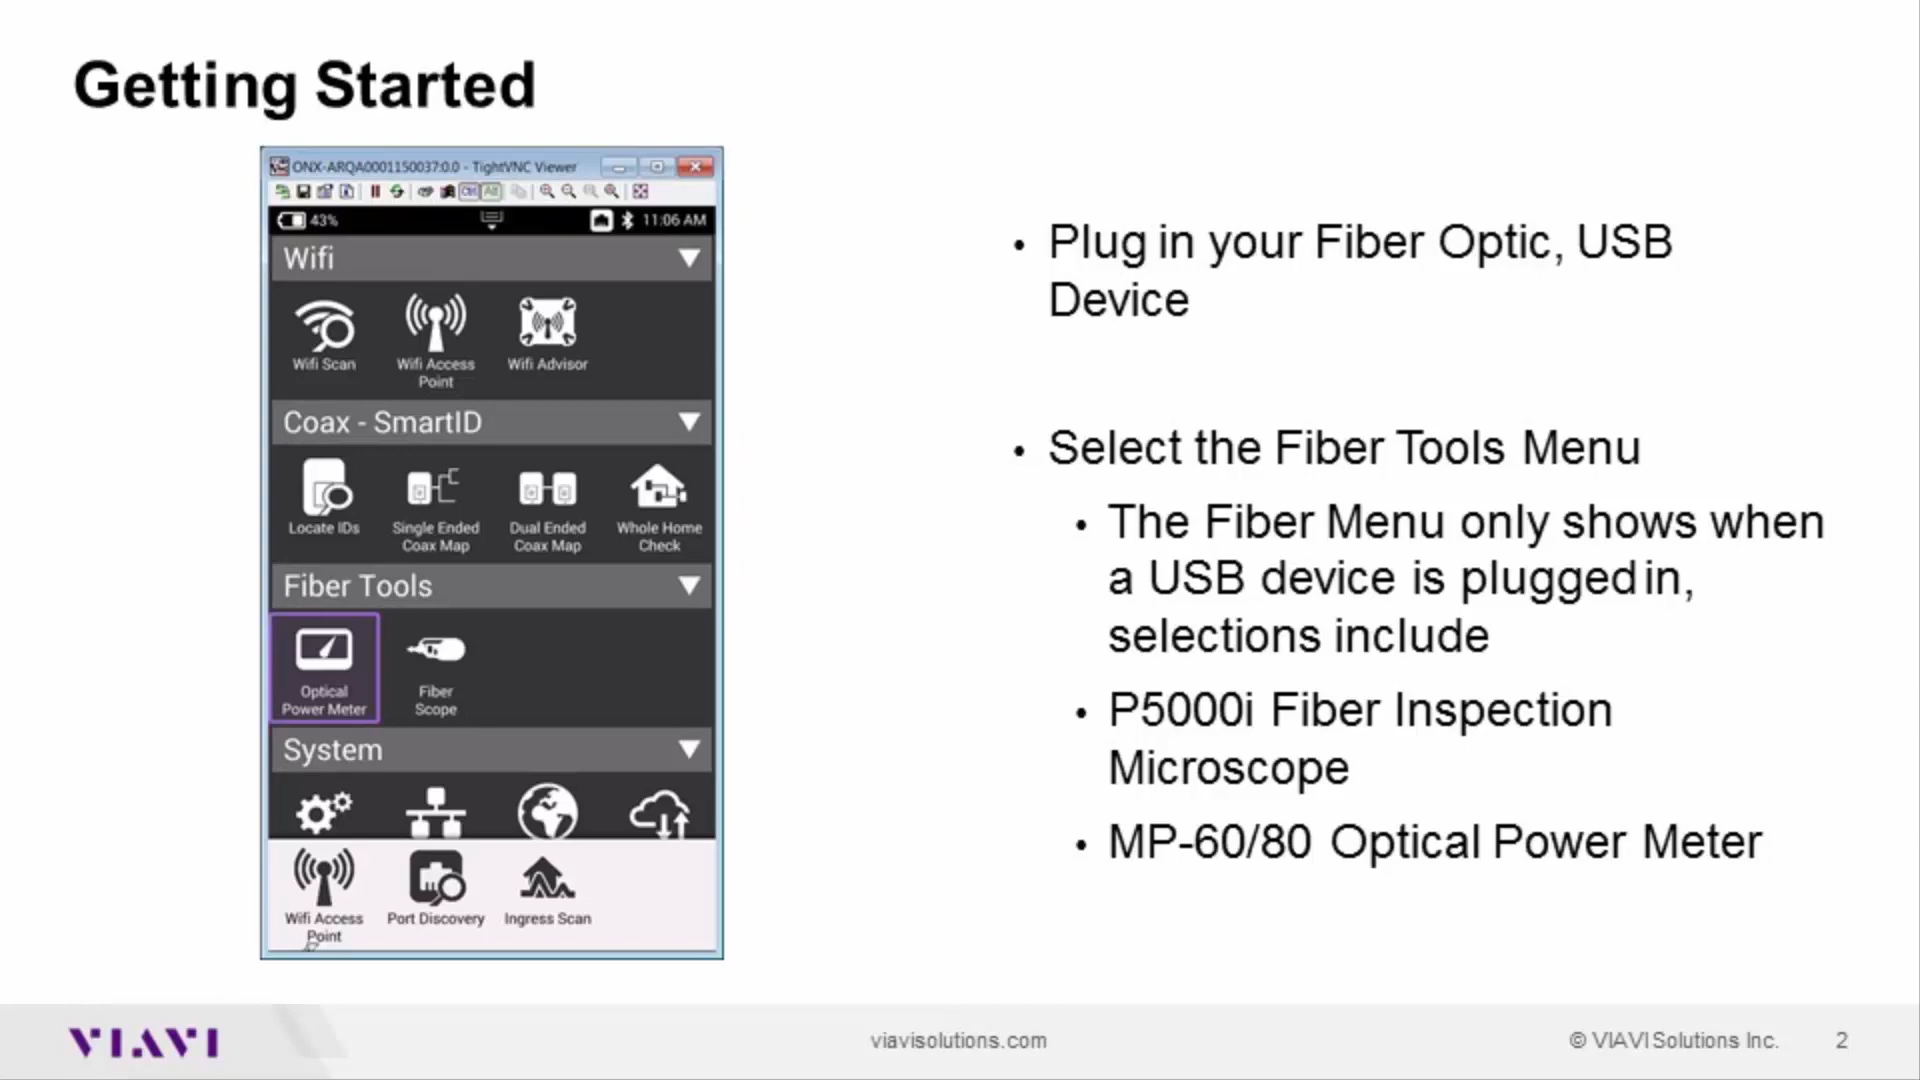 Getting Started
ONX-ARQA0001150037:0.0 - TightVNC Viewer
Ctrl Alt
43%
11:06 AM
Wifi
Wifi Scan
Wifi Access
Point
Wifi Advisor
Coax - SmartID
Locate IDs
Single Ended
Coax Map
Dual Ended
Coax Map
Whole Home
Check
Fiber Tools
Optical
Power Meter
Fiber
Scope
System
Wifi Access
Point
Port Discovery
Ingress Scan
• Plug in your Fiber Optic, USB
Device
• Select the Fiber Tools Menu
• The Fiber Menu only shows when
a USB device is plugged in,
selections include
• P5000i Fiber Inspection
Microscope
• MP-60/80 Optical Power Meter
VIAVI
viavisolutions.com
© VIAVI Solutions Inc.
2